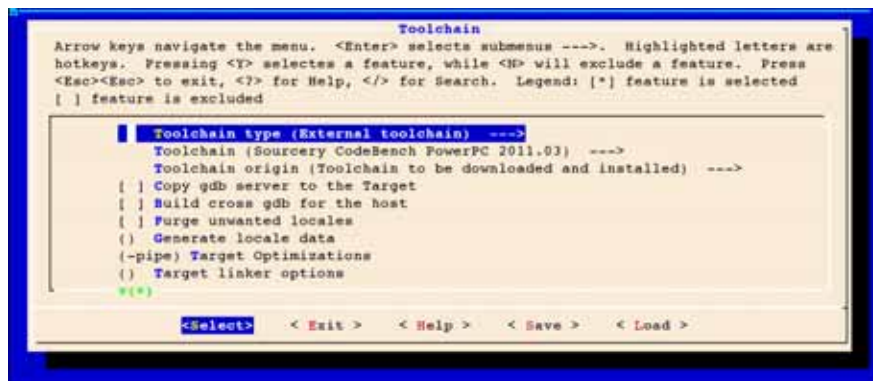 Toolchain
Arrow keys navigate the menu. <Enter> selects submenus --->. Highlighted letters are
hotkeys. Pressing <Y> selectes a feature, while <N> will exclude a feature. Press
<Esc><Esc> to exit, <?> for Help, </> for Search. Legend: [*] feature is selected
[ ] feature is excluded
Toolchain type (External toolchain) --->
Toolchain (Sourcery CodeBench PowerPC 2011.03) --->
Toolchain origin (Toolchain to be downloaded and installed) --->
[ ] Copy gdb server to the Target
[ ] Build cross gdb for the host
[ ] Purge unwanted locales
() Generate locale data
(-pipe) Target Optimizations
() Target linker options
<Select> < Exit > < Help > < Save > < Load >